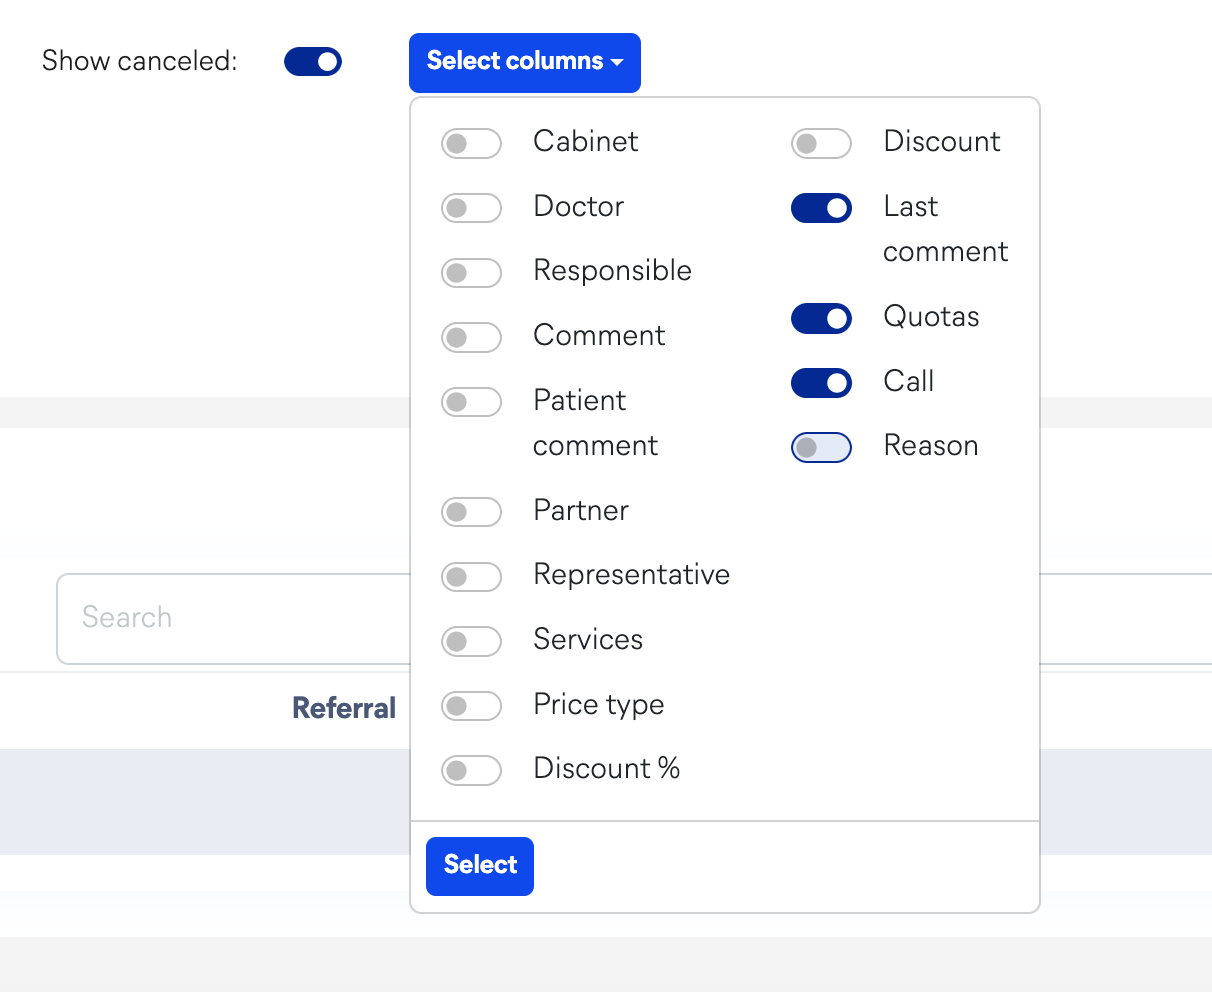 Show canceled:
Select columns
Cabinet
Doctor
Responsible
Comment
Patient
comment
Partner
Representative
Services
Price type
Discount %
Discount
Last
comment
Quotas
Call
Reason
Select
Search
Referral